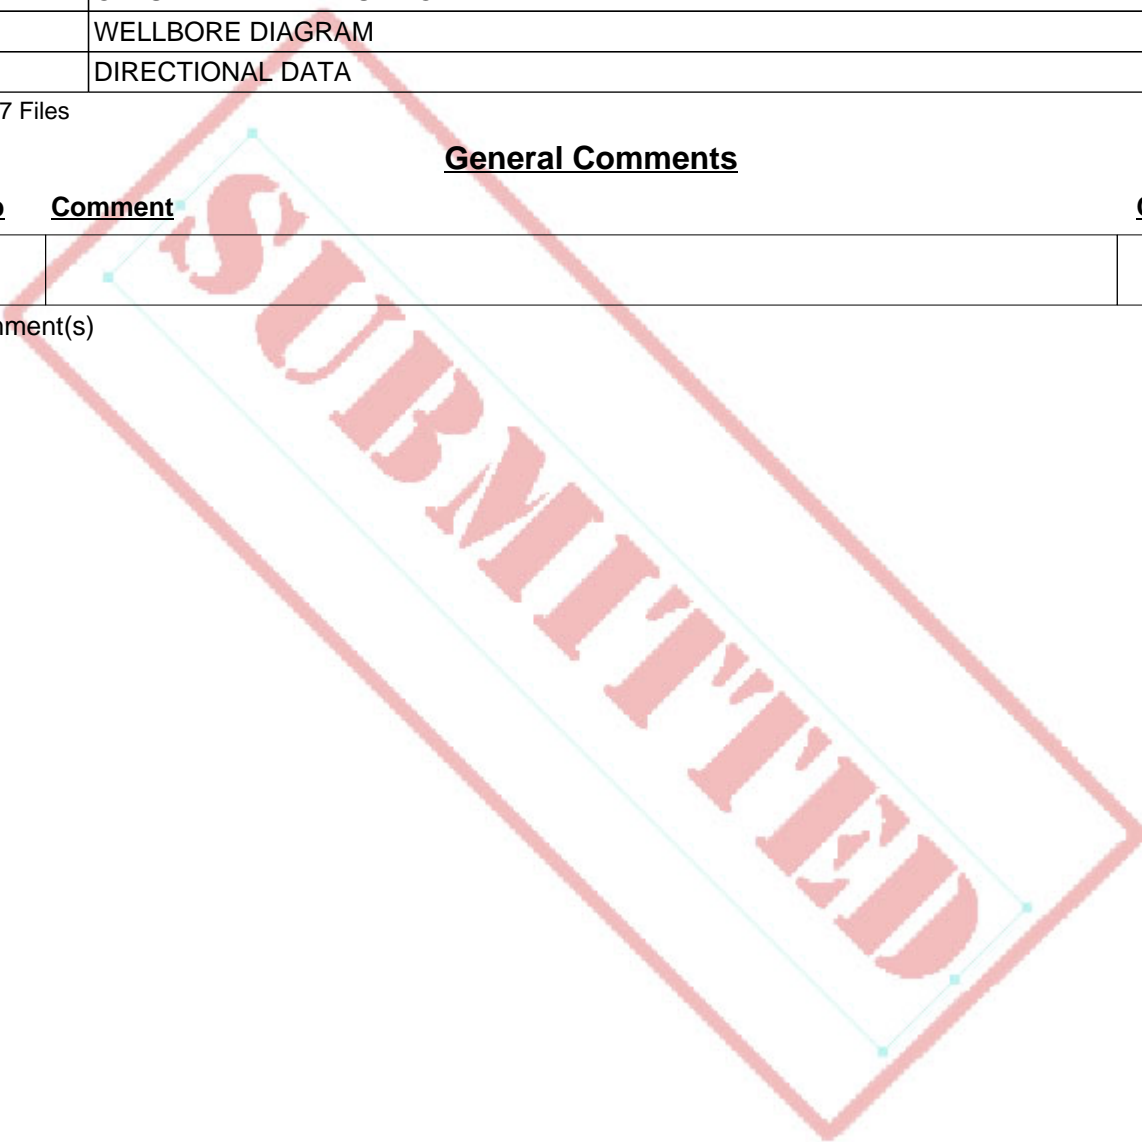 WELLBORE DIAGRAM
DIRECTIONAL DATA
7 Files
General Comments
Comment
ment(s)
SUBMITTED